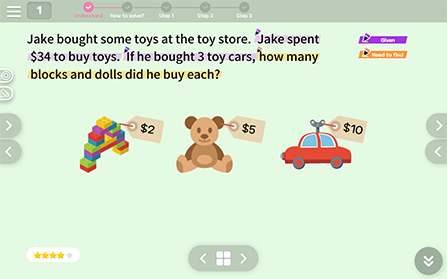 1
Understand
How to solve?
Step 1
Step 2
Step 3
Jake bought some toys at the toy store. Jake spent
$34 to buy toys. If he bought 3 toy cars, how many
blocks and dolls did he buy each?
Given
Need to find
$2
$5
$10